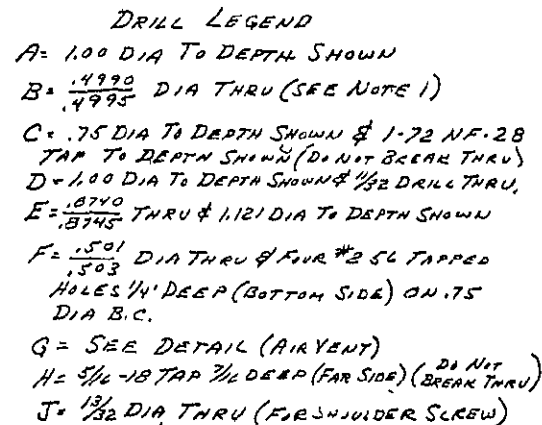 DRILL LEGEND
A= 1.00 DIA TO DEPTH SHOWN
B= .4990/.4995 DIA THRU (SEE NOTE 1)
C= .75 DIA TO DEPTH SHOWN & 1-72 NF-28
TAP TO DEPTH SHOWN (DO NOT BREAK THRU)
D=1.00 DIA TO DEPTH SHOWN & 11/32 DRILL THRU.
E= .8740/.8745 THRU & 1.121 DIA TO DEPTH SHOWN
F= .501/.503 DIA THRU & FOUR #2 56 TAPPED
HOLES 1/4" DEEP (BOTTOM SIDE) ON .75
DIA B.C.
G= SEE DETAIL (AIR VENT)
H= 5/16-18 TAP 7/16 DEEP (FAR SIDE) (DO NOT BREAK THRU)
J= 13/32 DIA THRU (FOR SHOULDER SCREW)